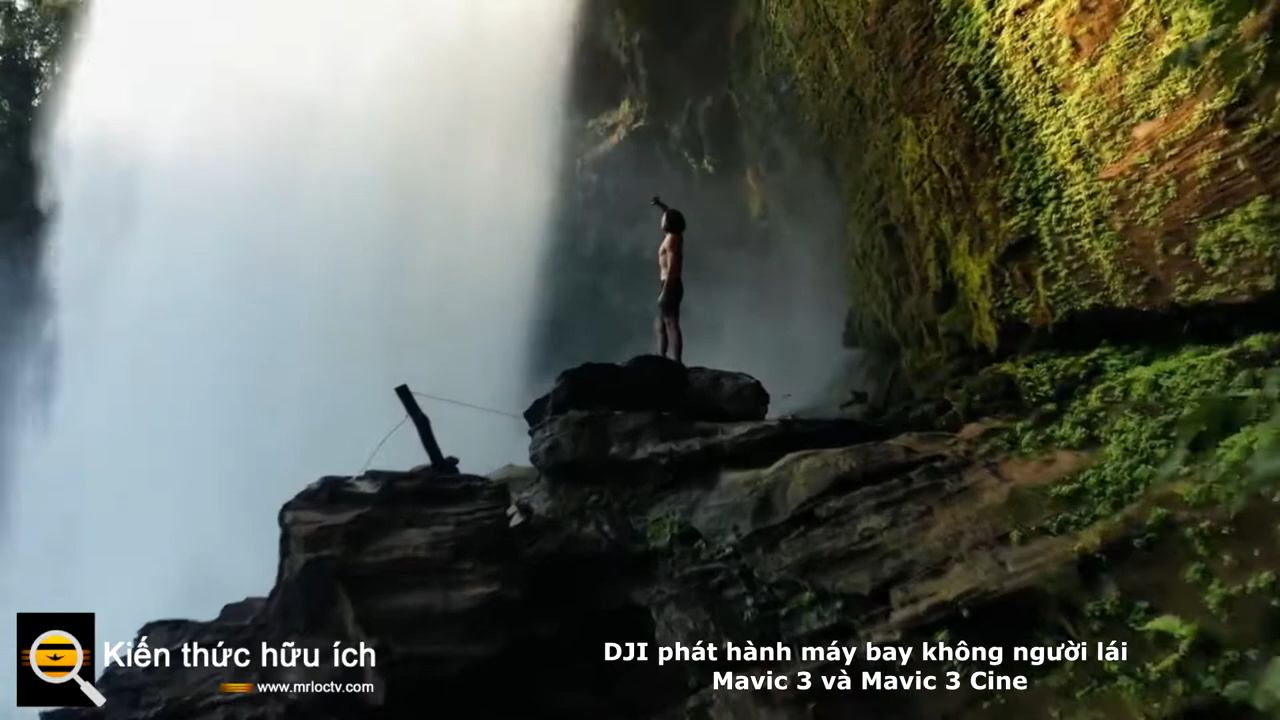 Kiến thức hữu ích
www.mrloctv.com
DJI phát hành máy bay không người lái
Mavic 3 và Mavic 3 Cine